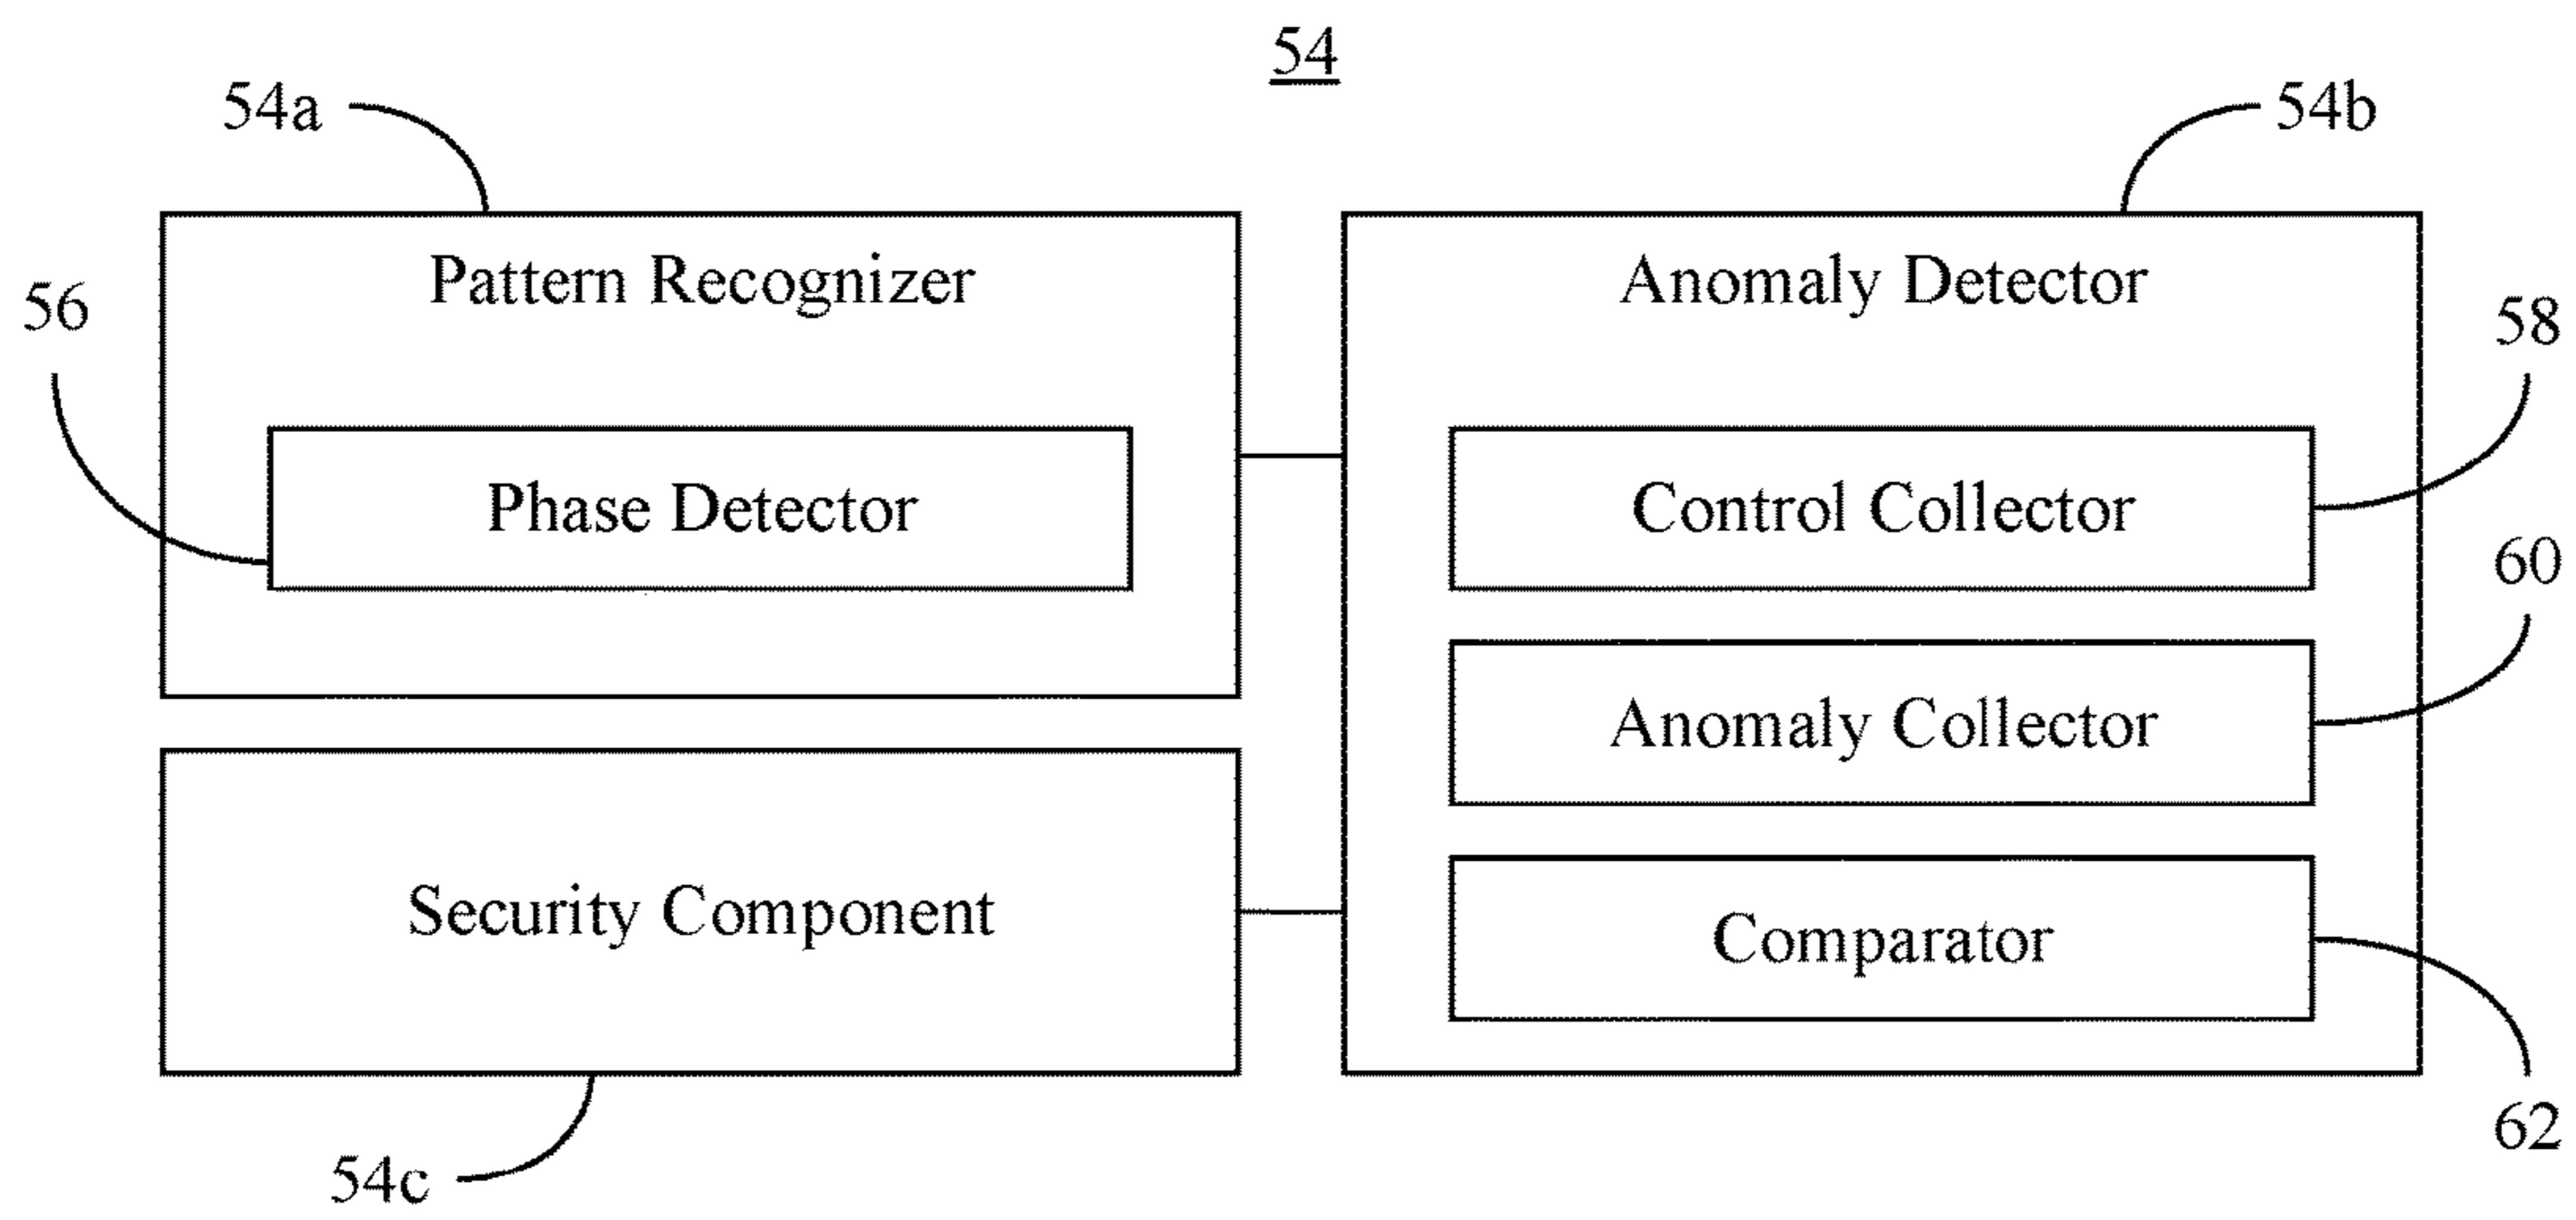 54
54a
54b
Pattern Recognizer
Anomaly Detector
56
58
Phase Detector
Control Collector
60
Anomaly Collector
Security Component
Comparator
62
54c